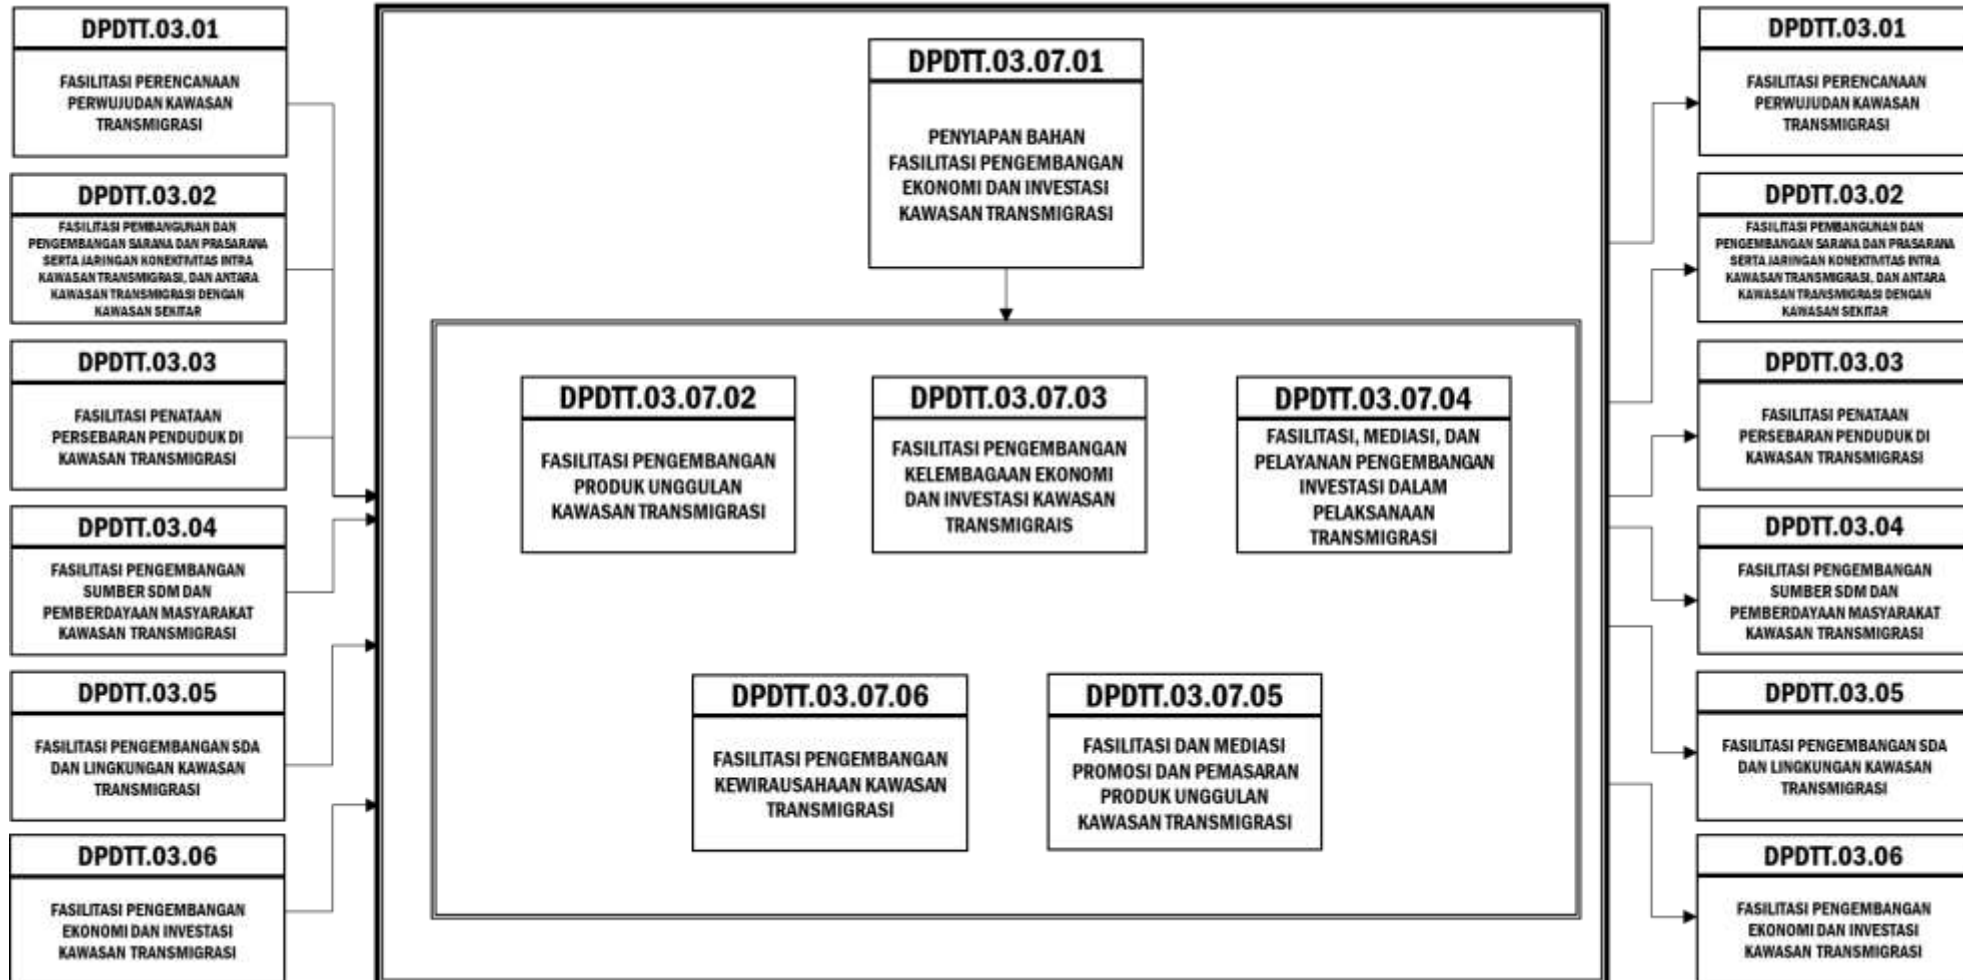 DPDTT.03.01
FASILITASI PERENCANAAN
PERWUJUDAN KAWASAN
TRANSMIGRASI
DPDTT.03.02
FASILITASI PEMBANGUNAN DAN
PENGEMBANGAN SARANA DAN PRASARANA
SERTA JARINGAN KONEKTIVITAS INTRA
KAWASAN TRANSMIGRASI, DAN ANTARA
KAWASAN TRANSMIGRASI DENGAN
KAWASAN SEKITAR
DPDTT.03.03
FASILITASI PENATAAN
PERSEBARAN PENDUDUK DI
KAWASAN TRANSMIGRASI
DPDTT.03.04
FASILITASI PENGEMBANGAN
SUMBER SDM DAN
PEMBERDAYAAN MASYARAKAT
KAWASAN TRANSMIGRASI
DPDTT.03.05
FASILITASI PENGEMBANGAN SDA
DAN LINGKUNGAN KAWASAN
TRANSMIGRASI
DPDTT.03.06
FASILITASI PENGEMBANGAN
EKONOMI DAN INVESTASI
KAWASAN TRANSMIGRASI
DPDTT.03.07.01
PENYIAPAN BAHAN
FASILITASI PENGEMBANGAN
EKONOMI DAN INVESTASI
KAWASAN TRANSMIGRASI
DPDTT.03.07.02
FASILITASI PENGEMBANGAN
PRODUK UNGGULAN
KAWASAN TRANSMIGRASI
DPDTT.03.07.03
FASILITASI PENGEMBANGAN
KELEMBAGAAN EKONOMI
DAN INVESTASI KAWASAN
TRANSMIGRAIS
DPDTT.03.07.04
FASILITASI, MEDIASI, DAN
PELAYANAN PENGEMBANGAN
INVESTASI DALAM
PELAKSANAAN
TRANSMIGRASI
DPDTT.03.07.06
FASILITASI PENGEMBANGAN
KEWIRAUSAHAAN KAWASAN
TRANSMIGRASI
DPDTT.03.07.05
FASILITASI DAN MEDIASI
PROMOSI DAN PEMASARAN
PRODUK UNGGULAN
KAWASAN TRANSMIGRASI
DPDTT.03.01
FASILITASI PERENCANAAN
PERWUJUDAN KAWASAN
TRANSMIGRASI
DPDTT.03.02
FASILITASI PEMBANGUNAN DAN
PENGEMBANGAN SARANA DAN PRASARANA
SERTA JARINGAN KONEKTIVITAS INTRA
KAWASAN TRANSMIGRASI, DAN ANTARA
KAWASAN TRANSMIGRASI DENGAN
KAWASAN SEKITAR
DPDTT.03.03
FASILITASI PENATAAN
PERSEBARAN PENDUDUK DI
KAWASAN TRANSMIGRASI
DPDTT.03.04
FASILITASI PENGEMBANGAN
SUMBER SDM DAN
PEMBERDAYAAN MASYARAKAT
KAWASAN TRANSMIGRASI
DPDTT.03.05
FASILITASI PENGEMBANGAN SDA
DAN LINGKUNGAN KAWASAN
TRANSMIGRASI
DPDTT.03.06
FASILITASI PENGEMBANGAN
EKONOMI DAN INVESTASI
KAWASAN TRANSMIGRASI